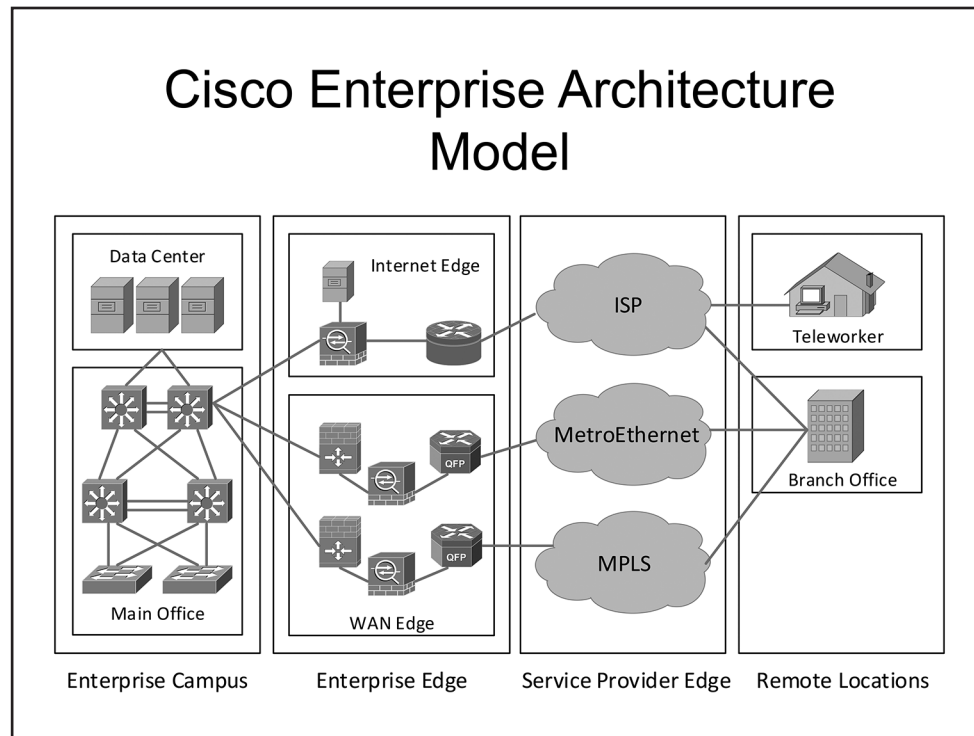 Cisco Enterprise Architecture
Model
Data Center
Main Office
Enterprise Campus
Internet Edge
QFP
QFP
WAN Edge
Enterprise Edge
ISP
MetroEthernet
MPLS
Service Provider Edge
Teleworker
Branch Office
Remote Locations